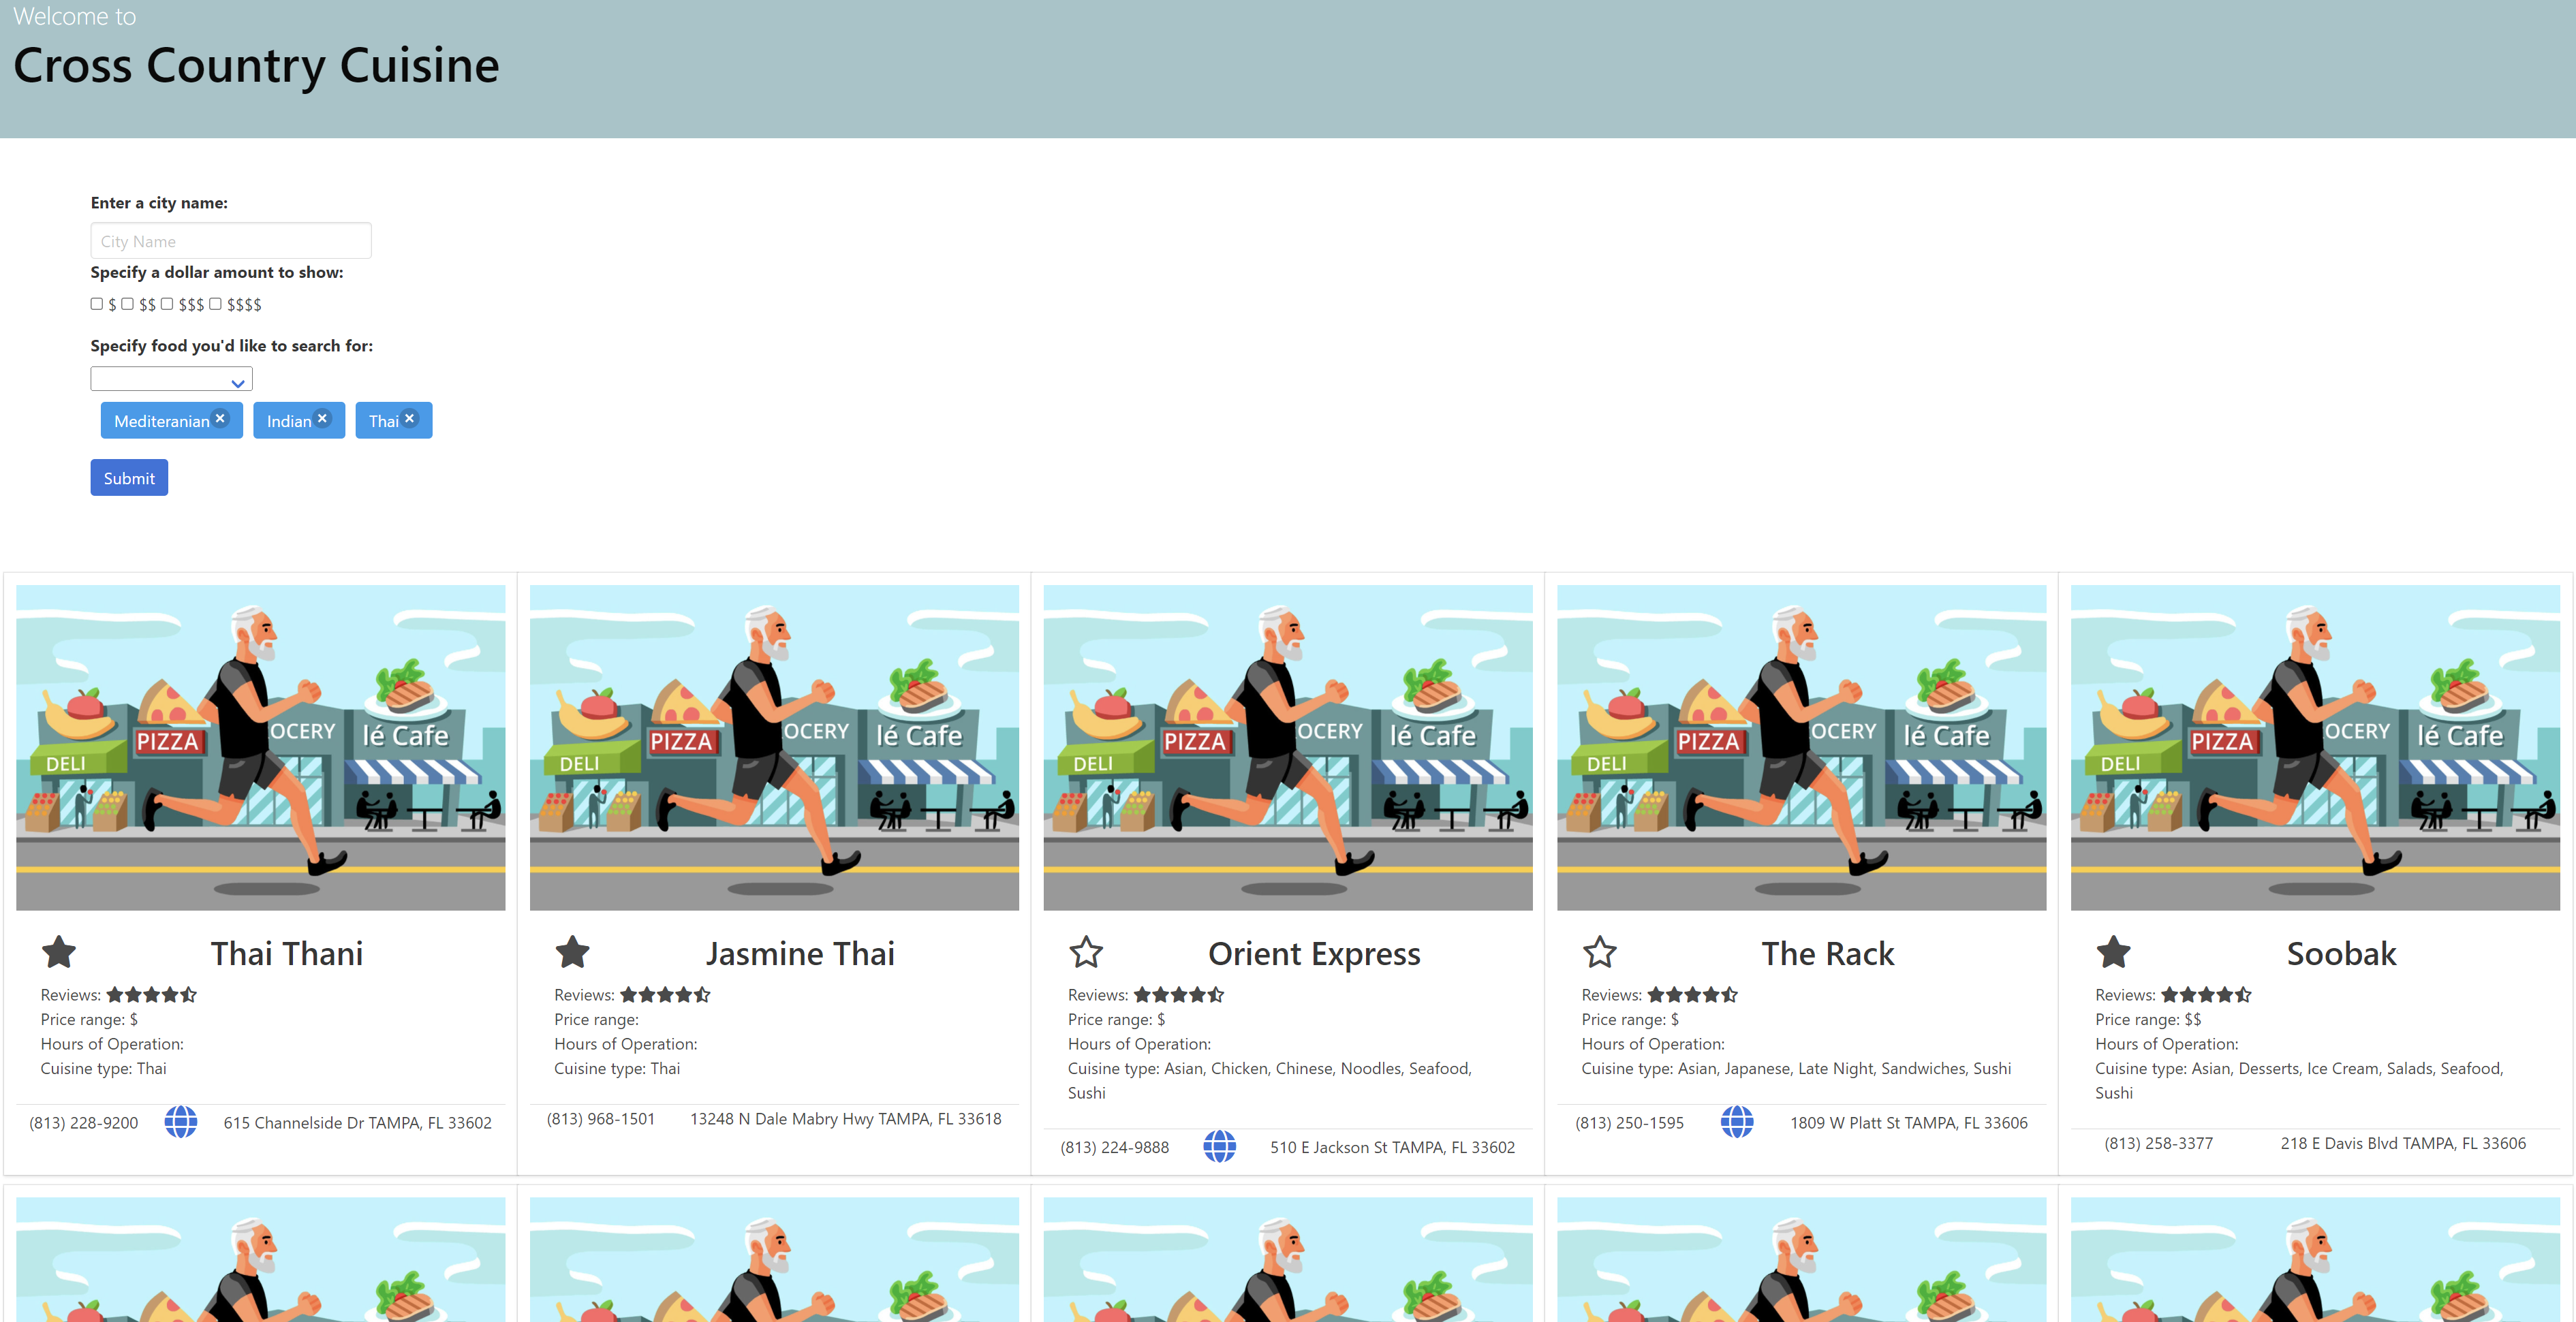 Welcome to
Cross Country Cuisine
Enter a city name:
City Name
Specify a dollar amount to show:
$ $$ $$$ $$$$
Specify food you'd like to search for:
Mediteranian Indian Thai
Submit
PIZZA
OCERY
lé Cafe
DELI
PIZZA
OCERY
lé Cafe
DELI
PIZZA
OCERY
lé Cafe
DELI
PIZZA
OCERY
lé Cafe
DELI
PIZZA
OCERY
lé Cafe
DELI
Thai Thani
Reviews:
Price range: $
Hours of Operation:
Cuisine type: Thai
(813) 228-9200
615 Channelside Dr TAMPA, FL 33602
Jasmine Thai
Reviews:
Price range:
Hours of Operation:
Cuisine type: Thai
(813) 968-1501
13248 N Dale Mabry Hwy TAMPA, FL 33618
Orient Express
Reviews:
Price range: $
Hours of Operation:
Cuisine type: Asian, Chicken, Chinese, Noodles, Seafood,
Sushi
(813) 224-9888
510 E Jackson St TAMPA, FL 33602
The Rack
Reviews:
Price range: $
Hours of Operation:
Cuisine type: Asian, Japanese, Late Night, Sandwiches, Sushi
(813) 250-1595
1809 W Platt St TAMPA, FL 33606
Soobak
Reviews:
Price range: $$
Hours of Operation:
Cuisine type: Asian, Desserts, Ice Cream, Salads, Seafood,
Sushi
(813) 258-3377
218 E Davis Blvd TAMPA, FL 33606